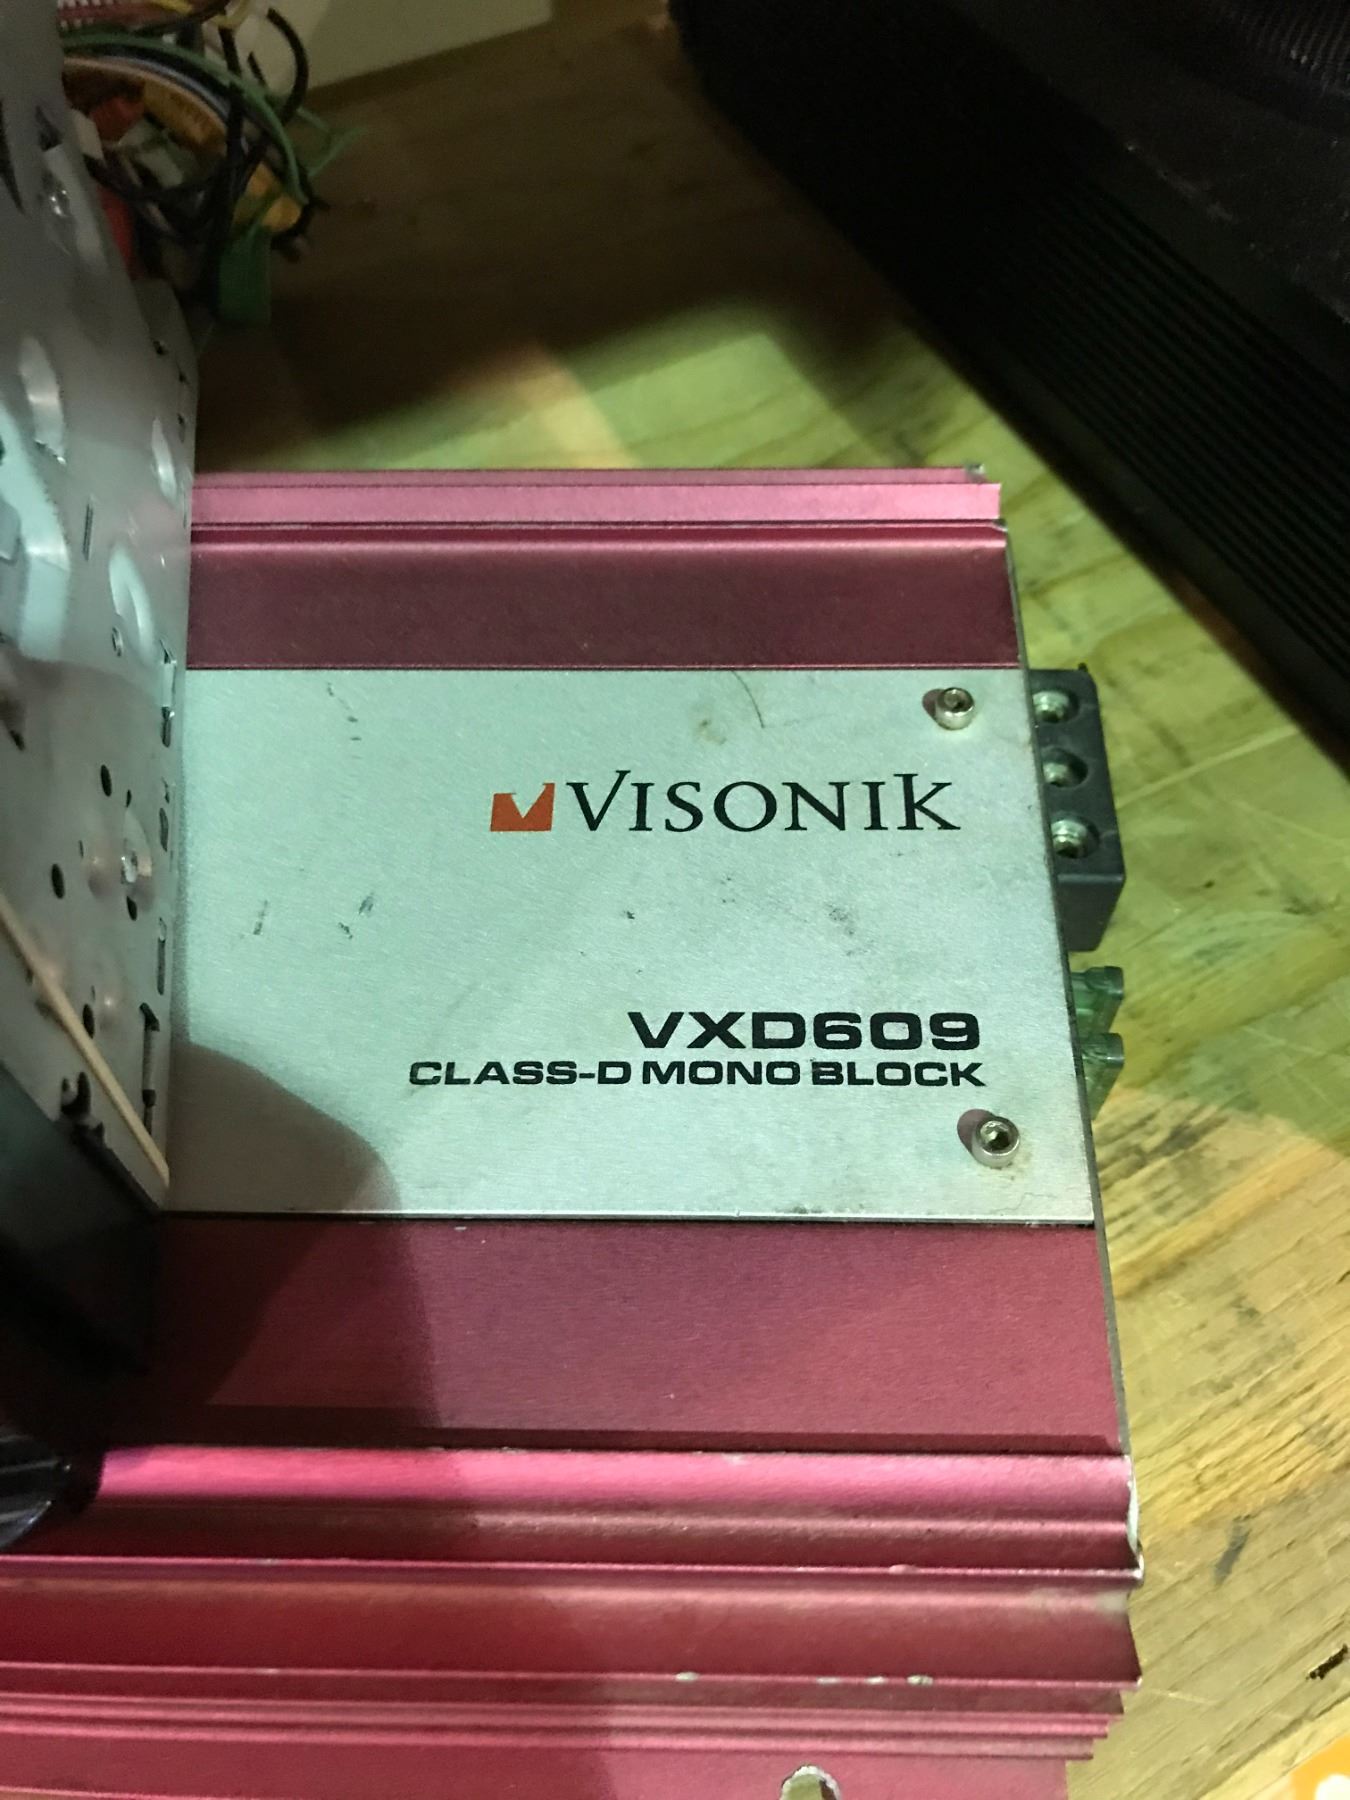 VISONIK
VXD609
CLASS-D MONO BLOCK